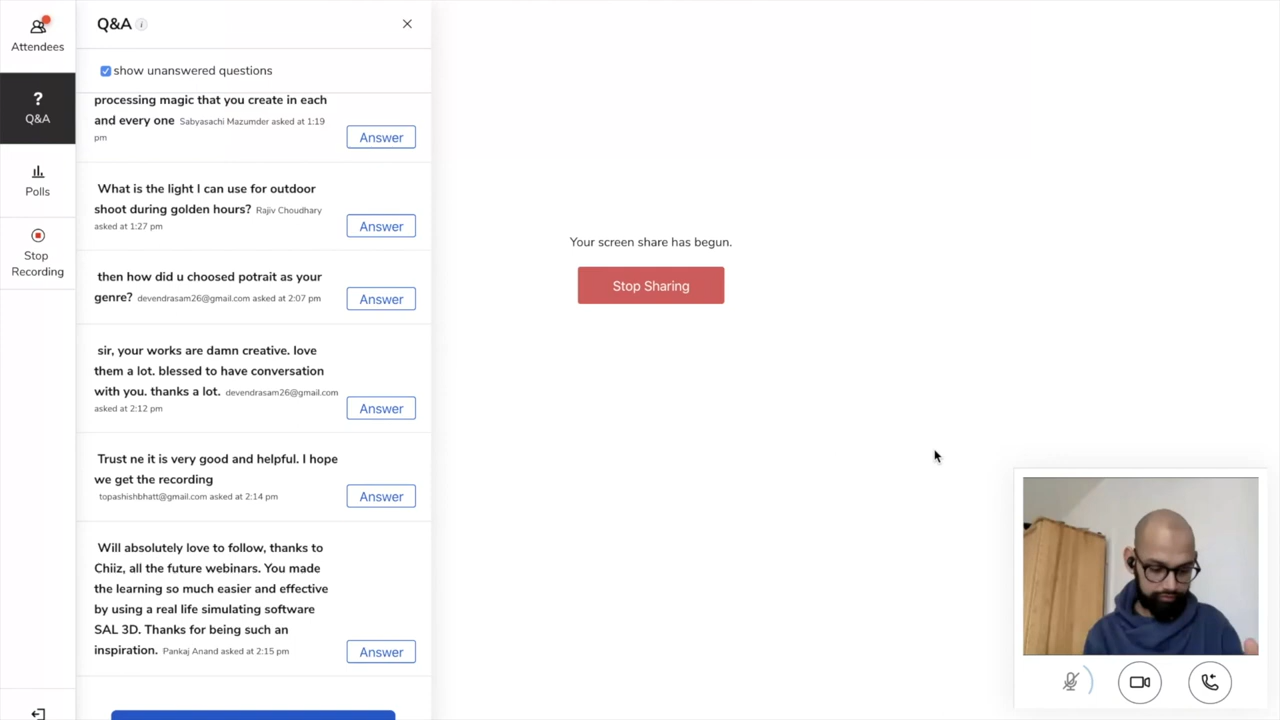 Attendees
?
Q&A
Polls
Stop
Recording
Q&A i
show unanswered questions
processing magic that you create in each
and every one Sabyasachi Mazumder asked at 1:19
pm
Answer
What is the light I can use for outdoor
shoot during golden hours? Rajiv Choudhary
asked at 1:27 pm
Answer
then how did u choosed potrait as your
genre? devendrasam26@gmail.com asked at 2:07 pm
Answer
sir, your works are damn creative. love
them a lot. blessed to have conversation
with you. thanks a lot. devendrasam26@gmail.com
asked at 2:12 pm
Answer
Trust ne it is very good and helpful. I hope
we get the recording
topashishbhatt@gmail.com asked at 2:14 pm
Answer
Will absolutely love to follow, thanks to
Chiiz, all the future webinars. You made
the learning so much easier and effective
by using a real life simulating software
SAL 3D. Thanks for being such an
inspiration. Pankaj Anand asked at 2:15 pm
Answer
Your screen share has begun.
Stop Sharing